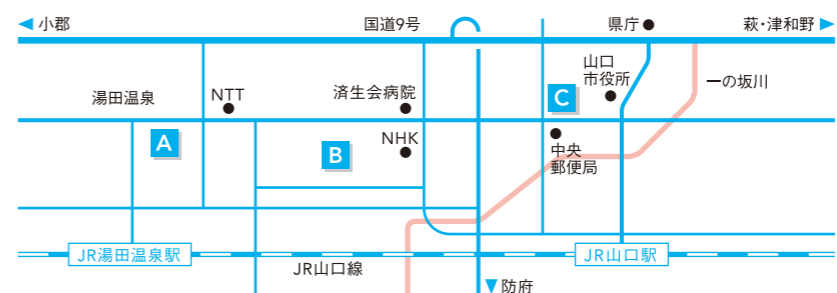 ◀小郡
国道9号
県庁
萩・津和野▶
湯田温泉
NTT
済生会病院
C
山口
市役所
一の坂川
A
B
NHK
中央
郵便局
JR湯田温泉駅
JR山口線
JR山口駅
▼防府